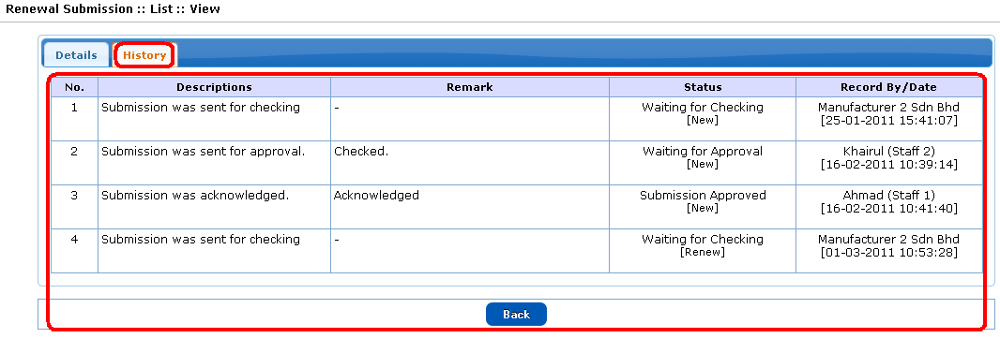 Renewal Submission :: List :: View
Details History
No. Descriptions Remark Status Record By/Date
1 Submission was sent for checking - Waiting for Checking Manufacturer 2 Sdn Bhd
[New] [25-01-2011 15:41:07]
2 Submission was sent for approval. Checked. Waiting for Approval Khairul (Staff 2)
[New] [16-02-2011 10:39:14]
3 Submission was acknowledged. Acknowledged Submission Approved Ahmad (Staff 1)
[New] [16-02-2011 10:41:40]
4 Submission was sent for checking - Waiting for Checking Manufacturer 2 Sdn Bhd
[Renew] [01-03-2011 10:53:28]
Back